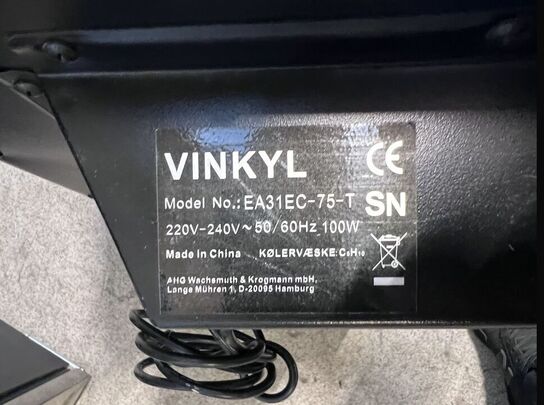 VINKYL CE
Model No.: EA31EC-75-T SN
220V-240V~50/60Hz 100W
Made in China KØLERVÆSKE:C₅H₁₀
AHG Wachsmuth & Krogmann mbH,
Lange Mühren 1, D-20095 Hamburg